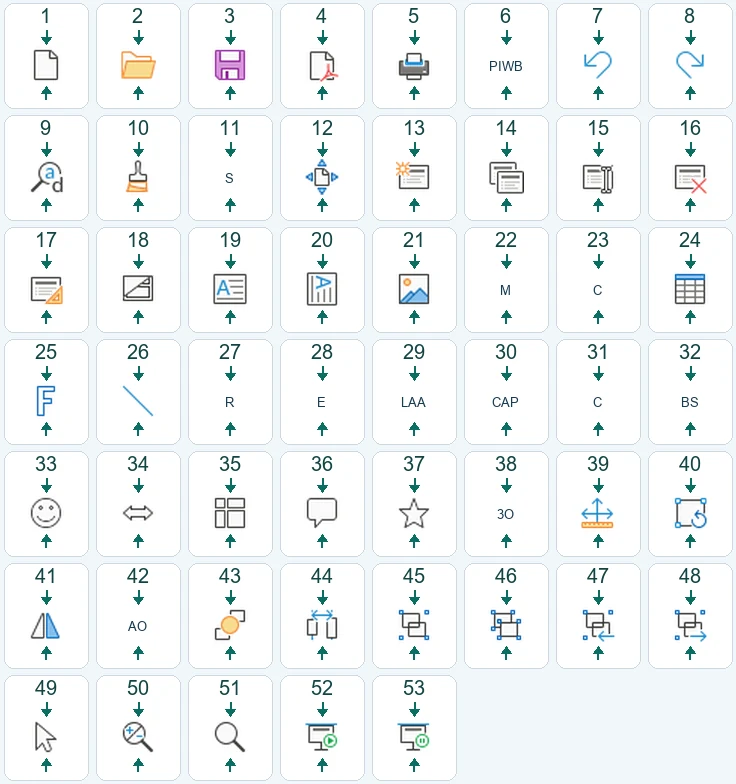 1 2 3 4 5 6 7 8
PIWB
9 10 11 12 13 14 15 16
a
d
S
17 18 19 20 21 22 23 24
A
A
M
C
25 26 27 28 29 30 31 32
F
R
E
LAA
CAP
C
BS
33 34 35 36 37 38 39 40
3O
41 42 43 44 45 46 47 48
AO
49 50 51 52 53